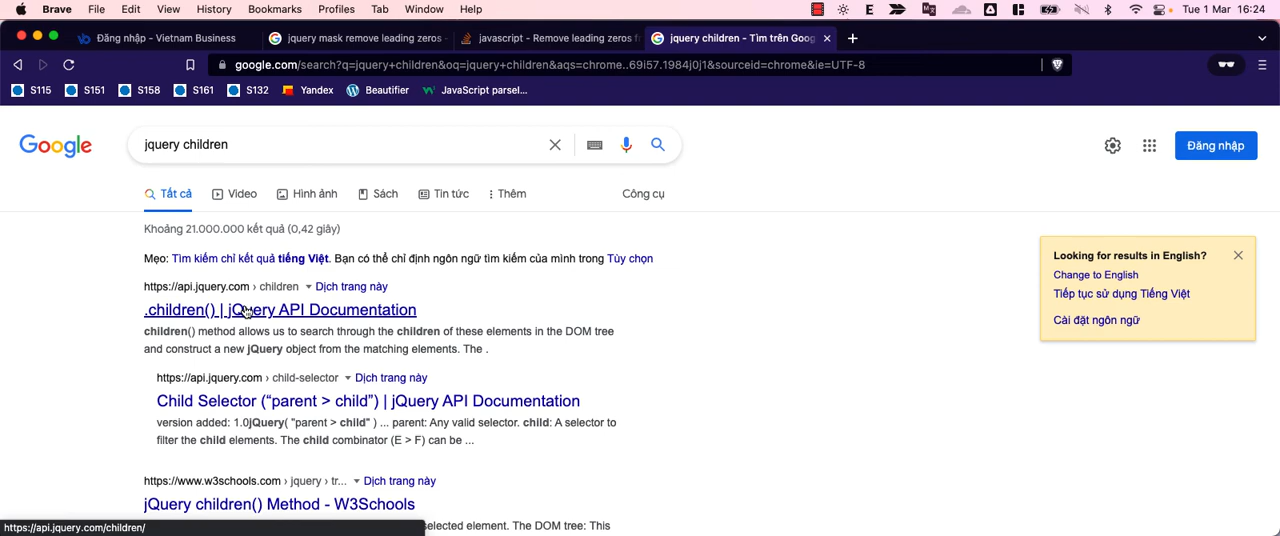 Brave File Edit View History Bookmarks Profiles Tab Window Help Tue 1 Mar 16:24
Đăng nhập - Vietnam Business jquery mask remove leading zeros - javascript - Remove leading zeros f jquery children - Tìm trên Goog
google.com/search?q=jquery+children&oq=jquery+children&aqs=chrome..69i57.1984j0j1&sourceid=chrome&ie=UTF-8
S115 S151 S158 S161 S132 Yandex Beautifier JavaScript parsel...
Google jquery children Đăng nhập
Tất cả Video Hình ảnh Sách Tin tức Thêm Công cụ
Khoảng 21.000.000 kết quả (0,42 giây)
Mẹo: Tìm kiếm chỉ kết quả tiếng Việt. Bạn có thể chỉ định ngôn ngữ tìm kiếm của mình trong Tùy chọn
https://api.jquery.com › children Dịch trang này
.children() | jQuery API Documentation
children() method allows us to search through the children of these elements in the DOM tree
and construct a new jQuery object from the matching elements. The .
https://api.jquery.com › child-selector Dịch trang này
Child Selector (“parent > child”) | jQuery API Documentation
version added: 1.0jQuery( "parent > child" ) ... parent: Any valid selector. child: A selector to
filter the child elements. The child combinator (E > F) can be ...
https://www.w3schools.com › jquery › tr... Dịch trang này
jQuery children() Method - W3Schools
selected element. The DOM tree: This
https://api.jquery.com/children/
Looking for results in English?
Change to English
Tiếp tục sử dụng Tiếng Việt
Cài đặt ngôn ngữ